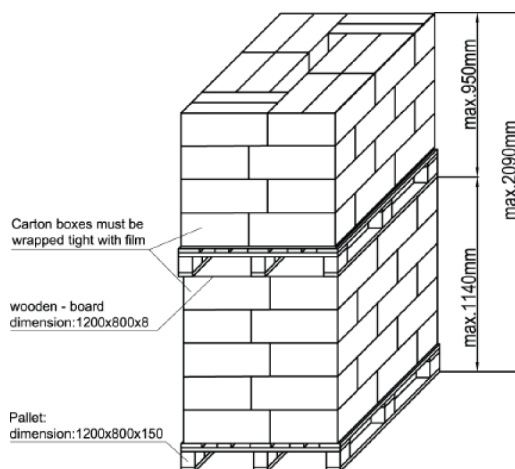 max.950mm
max.2090mm
max.1140mm
Carton boxes must be
wrapped tight with film
wooden - board
dimension:1200x800x8
Pallet:
dimension:1200x800x150